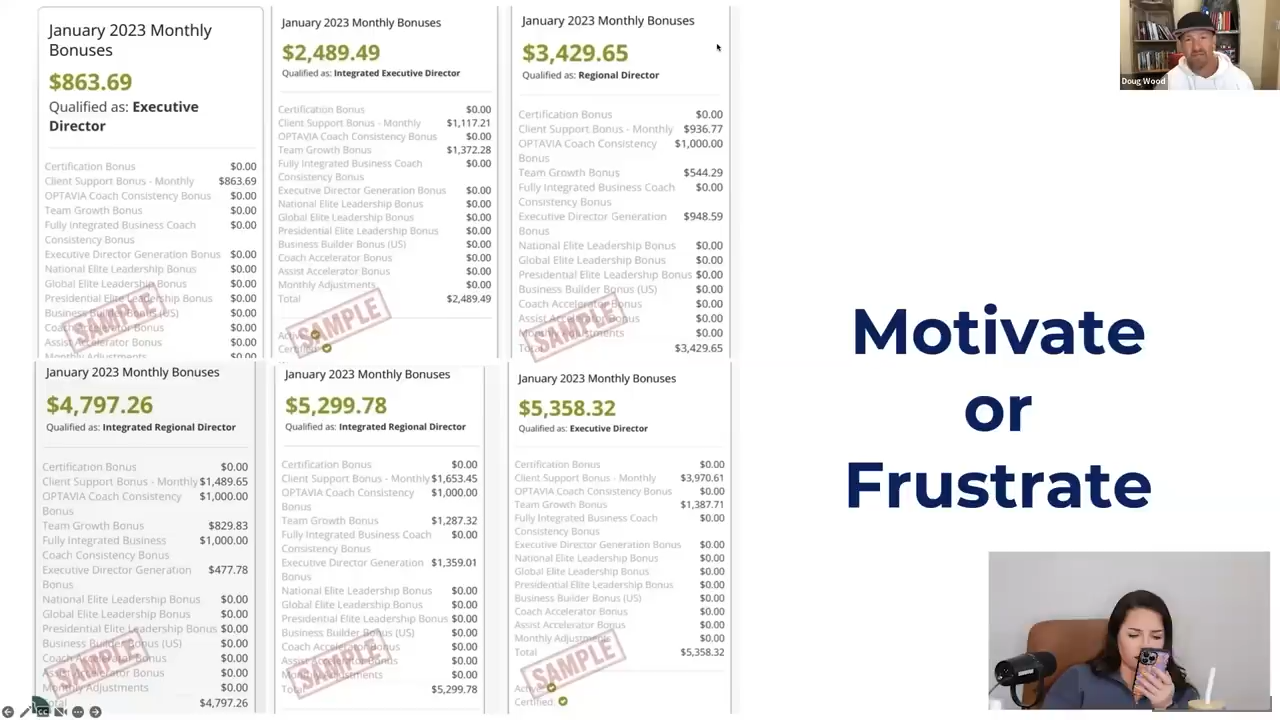 January 2023 Monthly
Bonuses
$863.69
Qualified as: Executive
Director
Certification Bonus $0.00
Client Support Bonus - Monthly $863.69
OPTAVIA Coach Consistency Bonus $0.00
Team Growth Bonus $0.00
Fully Integrated Business Coach $0.00
Consistency Bonus
Executive Director Generation Bonus $0.00
National Elite Leadership Bonus $0.00
Global Elite Leadership Bonus $0.00
Presidential Elite Leadership Bonus $0.00
Business Builder Bonus (US) $0.00
Coach Accelerator Bonus $0.00
Assist Accelerator Bonus $0.00
Monthly Adjustments $0.00
SAMPLE
January 2023 Monthly Bonuses
$2,489.49
Qualified as: Integrated Executive Director
Certification Bonus $0.00
Client Support Bonus - Monthly $1,117.21
OPTAVIA Coach Consistency Bonus $0.00
Team Growth Bonus $1,372.28
Fully Integrated Business Coach $0.00
Consistency Bonus
Executive Director Generation Bonus $0.00
National Elite Leadership Bonus $0.00
Global Elite Leadership Bonus $0.00
Presidential Elite Leadership Bonus $0.00
Business Builder Bonus (US) $0.00
Coach Accelerator Bonus $0.00
Assist Accelerator Bonus $0.00
Monthly Adjustments $0.00
Total $2,489.49
SAMPLE
Certified:
January 2023 Monthly Bonuses
$3,429.65
Qualified as: Regional Director
Certification Bonus $0.00
Client Support Bonus - Monthly $936.77
OPTAVIA Coach Consistency $1,000.00
Bonus
Team Growth Bonus $544.29
Fully Integrated Business Coach $0.00
Consistency Bonus
Executive Director Generation $948.59
Bonus
National Elite Leadership Bonus $0.00
Global Elite Leadership Bonus $0.00
Presidential Elite Leadership Bonus $0.00
Business Builder Bonus (US) $0.00
Coach Accelerator Bonus $0.00
Assist Accelerator Bonus $0.00
Monthly Adjustments $0.00
Total $3,429.65
SAMPLE
January 2023 Monthly Bonuses
$4,797.26
Qualified as: Integrated Regional Director
Certification Bonus $0.00
Client Support Bonus - Monthly $1,489.65
OPTAVIA Coach Consistency $1,000.00
Bonus
Team Growth Bonus $829.83
Fully Integrated Business $1,000.00
Coach Consistency Bonus
Executive Director Generation $477.78
Bonus
National Elite Leadership Bonus $0.00
Global Elite Leadership Bonus $0.00
Presidential Elite Leadership Bonus $0.00
Business Builder Bonus (US) $0.00
Coach Accelerator Bonus $0.00
Assist Accelerator Bonus $0.00
Monthly Adjustments $0.00
Total $4,797.26
SAMPLE
January 2023 Monthly Bonuses
$5,299.78
Qualified as: Integrated Regional Director
Certification Bonus $0.00
Client Support Bonus - Monthly $1,653.45
OPTAVIA Coach Consistency $1,000.00
Bonus
Team Growth Bonus $1,287.32
Fully Integrated Business Coach $0.00
Consistency Bonus
Executive Director Generation $1,359.01
Bonus
National Elite Leadership Bonus $0.00
Global Elite Leadership Bonus $0.00
Presidential Elite Leadership Bonus $0.00
Business Builder Bonus (US) $0.00
Coach Accelerator Bonus $0.00
Assist Accelerator Bonus $0.00
Monthly Adjustments $0.00
Total $5,299.78
SAMPLE
January 2023 Monthly Bonuses
$5,358.32
Qualified as: Executive Director
Certification Bonus $0.00
Client Support Bonus - Monthly $3,970.61
OPTAVIA Coach Consistency Bonus $0.00
Team Growth Bonus $1,387.71
Fully Integrated Business Coach $0.00
Consistency Bonus
Executive Director Generation Bonus $0.00
National Elite Leadership Bonus $0.00
Global Elite Leadership Bonus $0.00
Presidential Elite Leadership Bonus $0.00
Business Builder Bonus (US) $0.00
Coach Accelerator Bonus $0.00
Assist Accelerator Bonus $0.00
Monthly Adjustments $0.00
Total $5,358.32
SAMPLE
Certified:
Motivate
or
Frustrate
Doug Wood